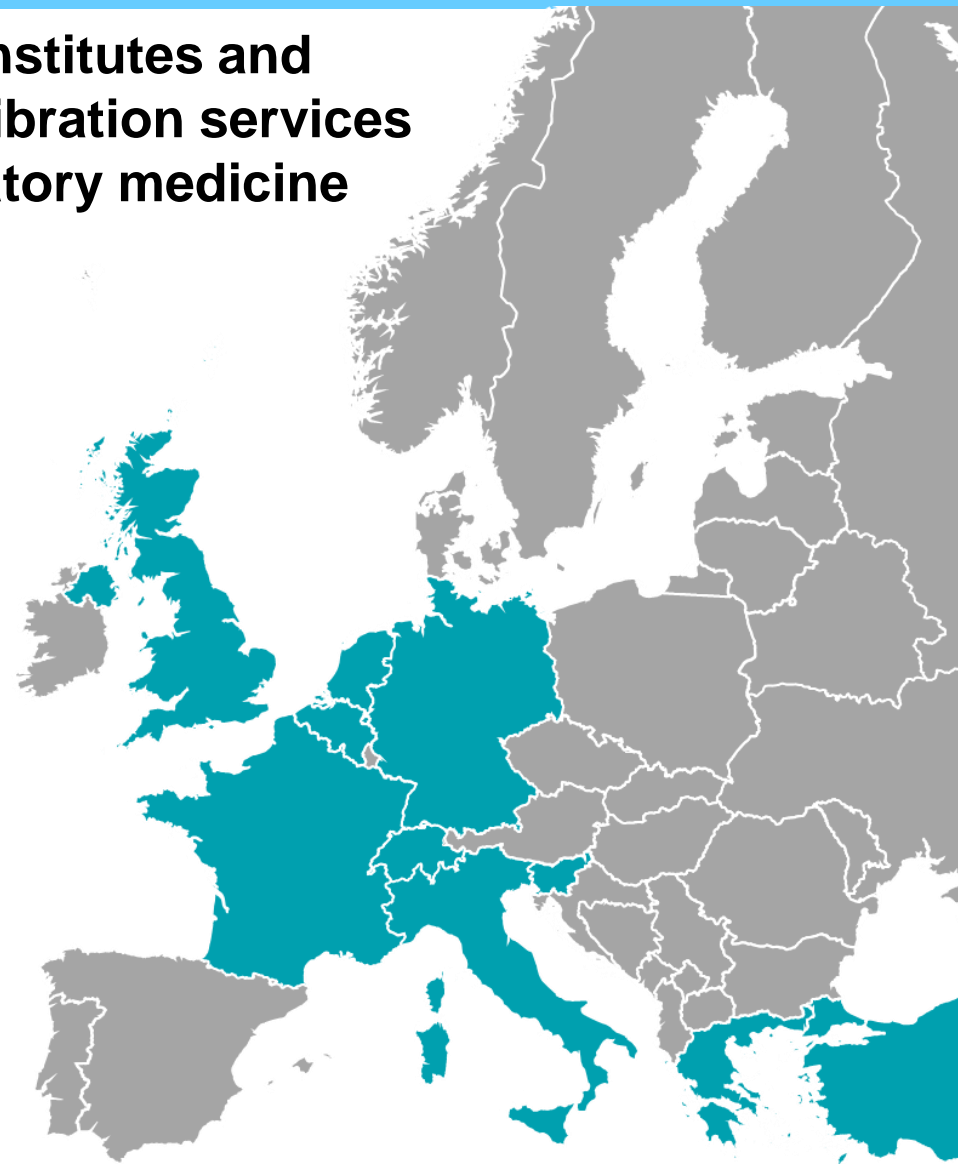 nstitutes and
ibration services
tory medicine